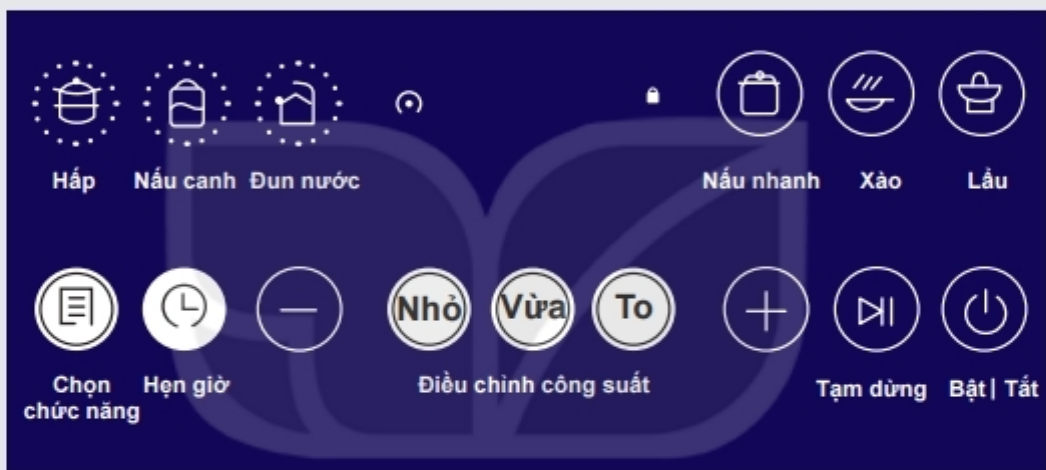 Hấp Nấu canh Đun nước Nấu nhanh Xào Lẩu
Nhỏ Vừa To
Chọn chức năng Hẹn giờ Điều chỉnh công suất Tạm dừng Bật| Tắt